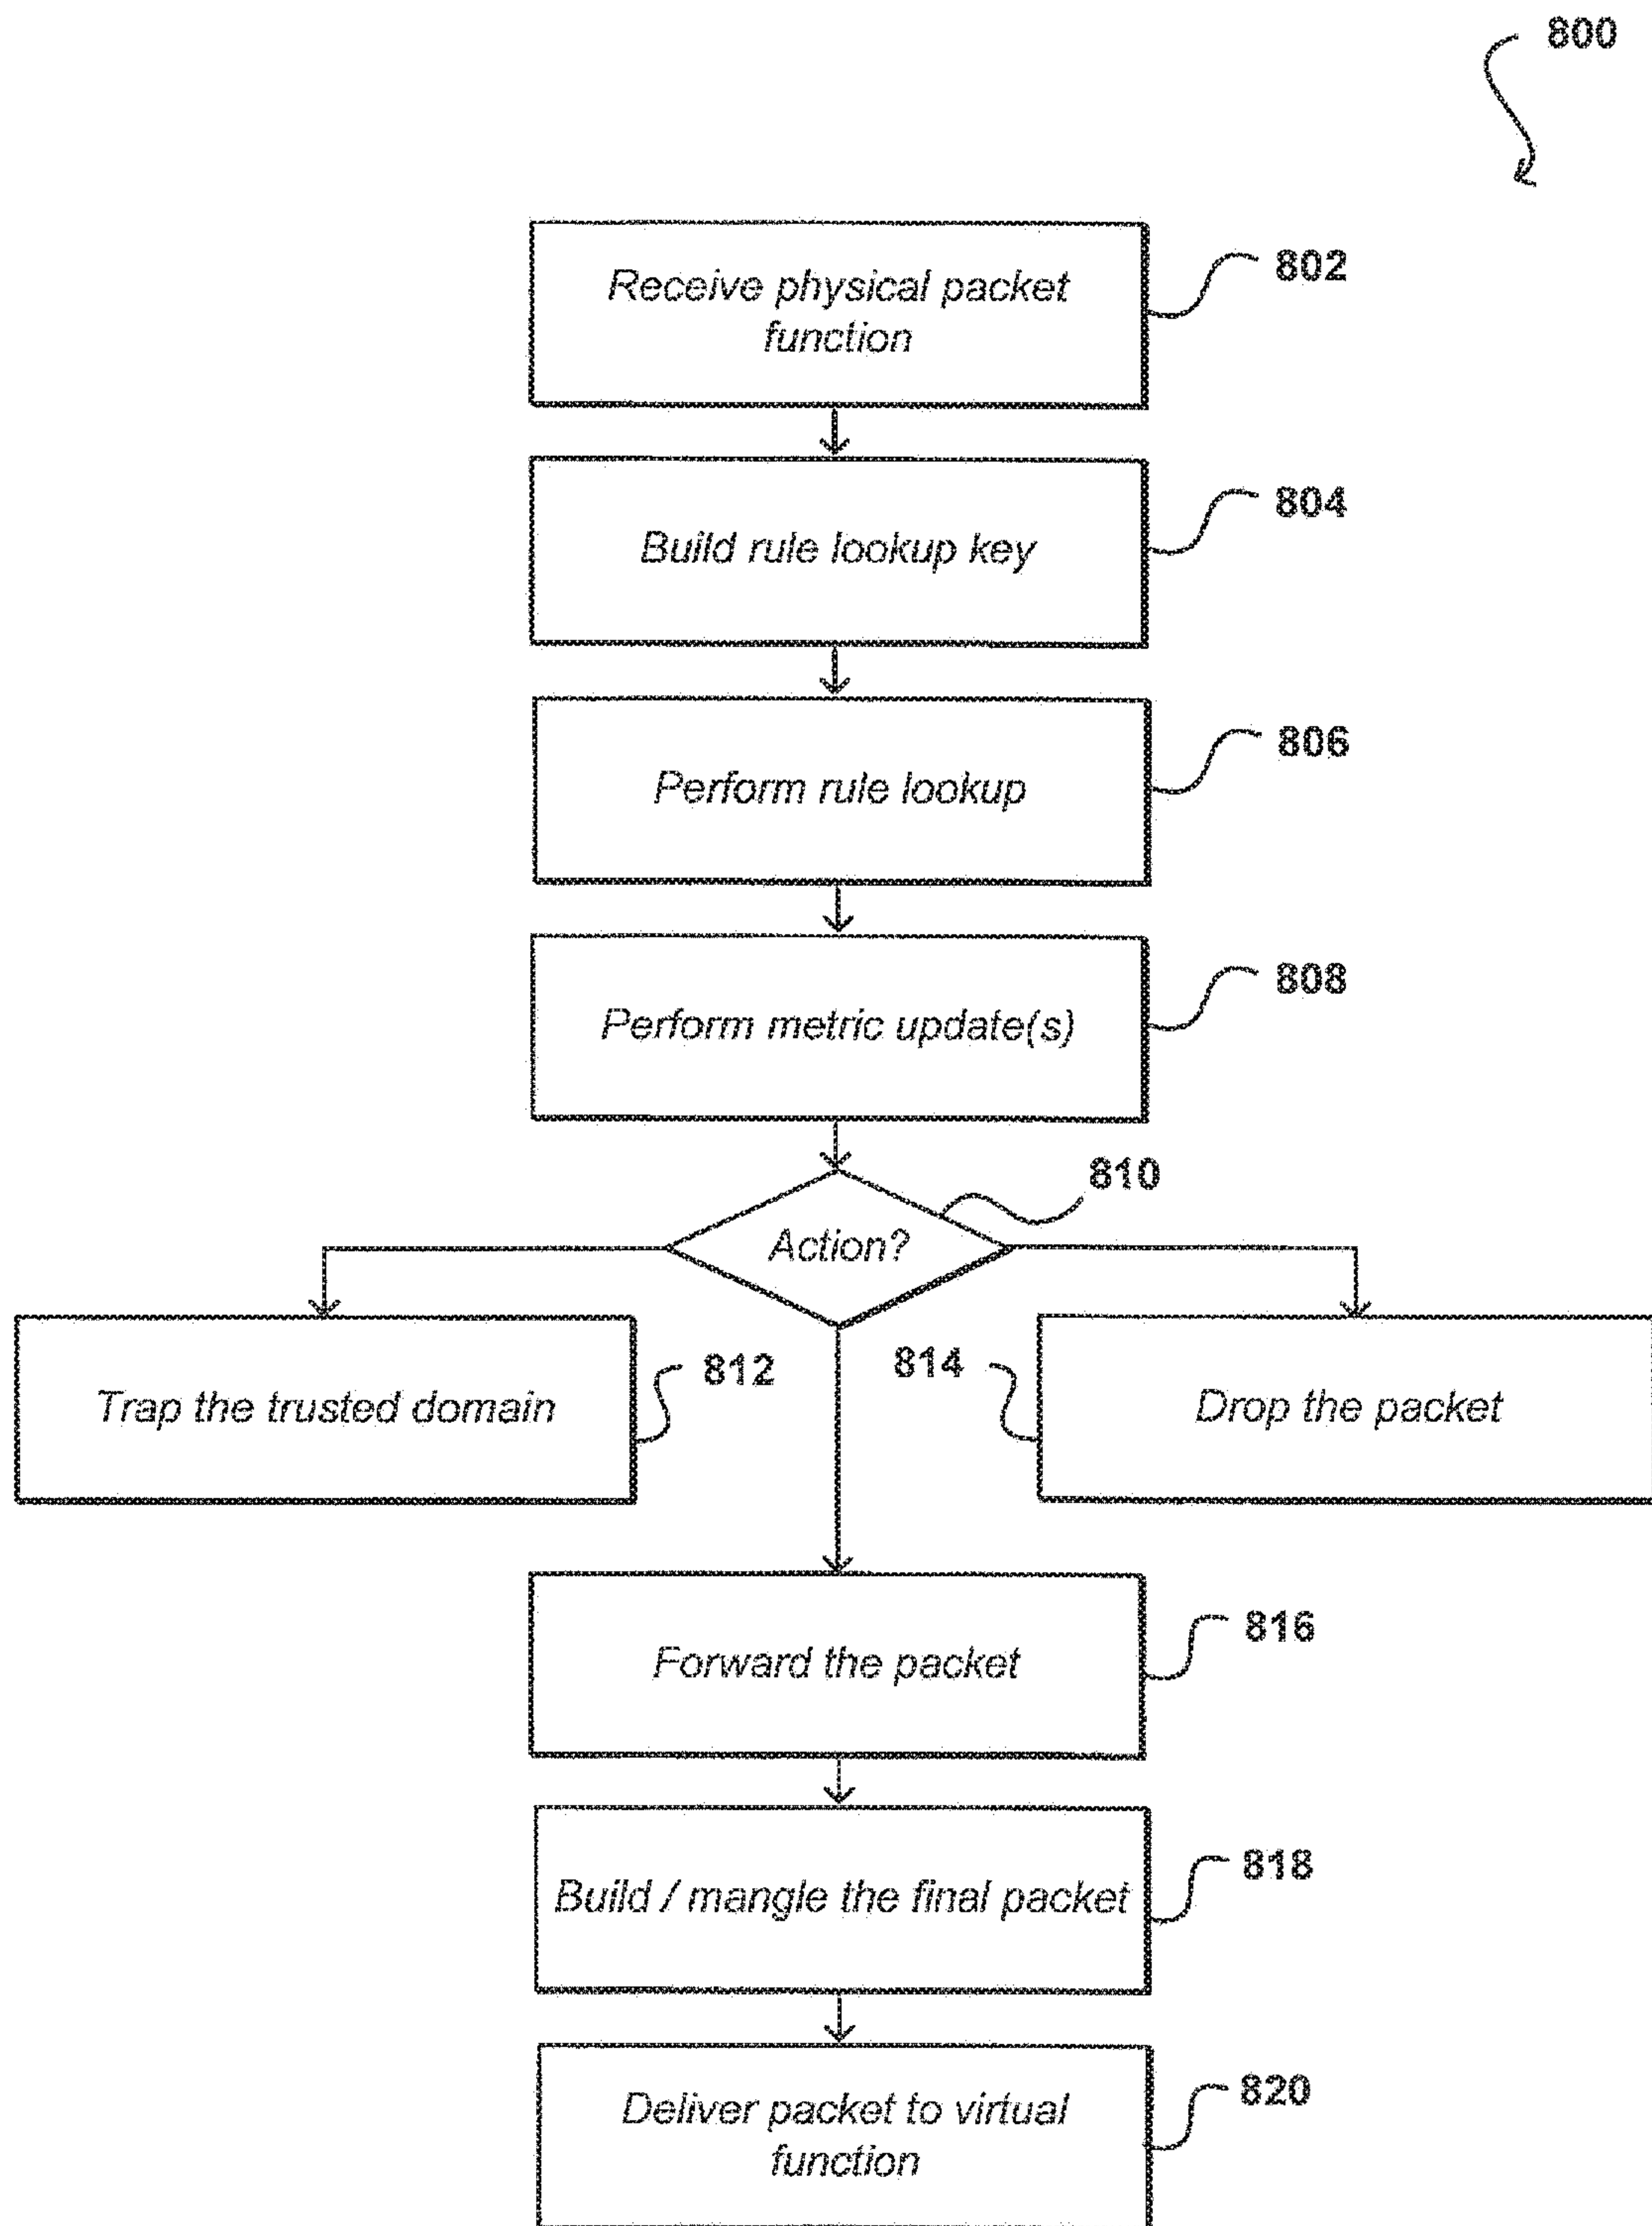 800
Receive physical packet
function
802
Build rule lookup key
804
Perform rule lookup
806
Perform metric update(s)
808
810
Action?
Trap the trusted domain
812
814
Drop the packet
Forward the packet
816
Build / mangle the final packet
818
Deliver packet to virtual
function
820